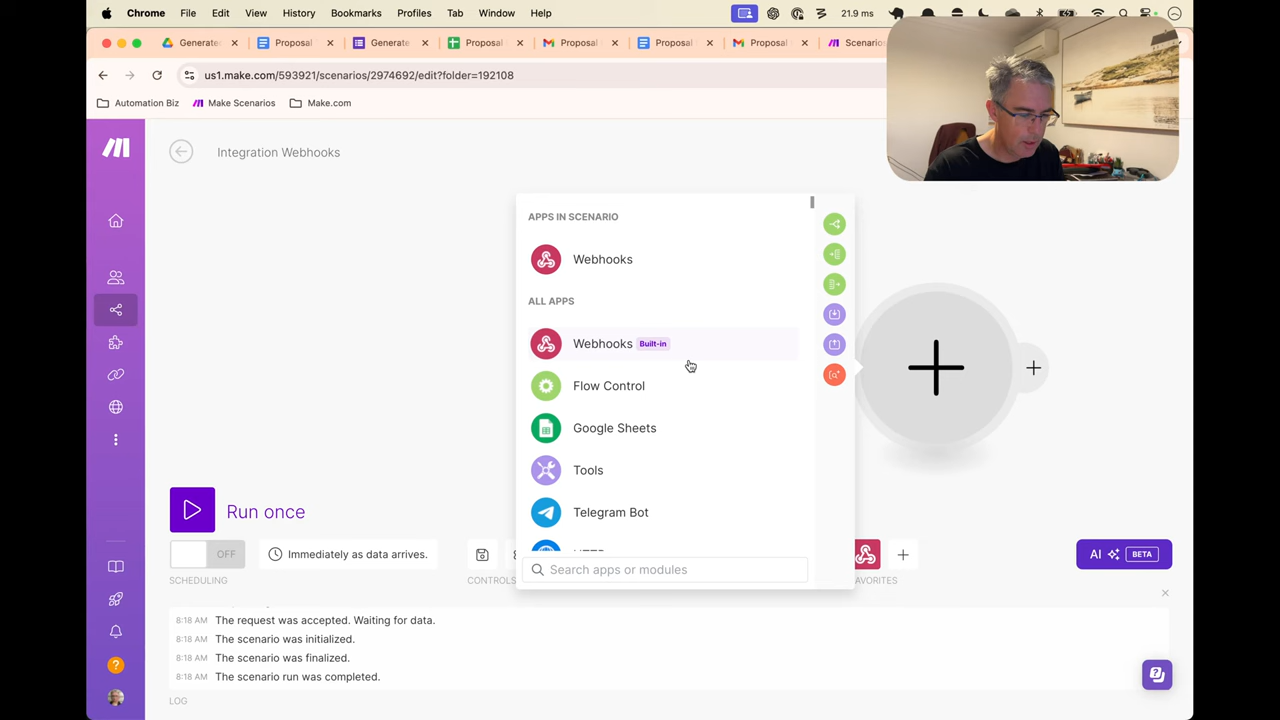 Chrome File Edit View History Bookmarks Profiles Tab Window Help 21.9 ms
Generated Proposal Generate Proposal Proposal Proposal Proposal Scenario
us1.make.com/593921/scenarios/2974692/edit?folder=192108
Automation Biz Make Scenarios Make.com
Integration Webhooks
APPS IN SCENARIO
Webhooks
ALL APPS
Webhooks Built-in
Flow Control
Google Sheets
Tools
Telegram Bot
Search apps or modules
Run once
OFF Immediately as data arrives.
AI BETA
SCHEDULING CONTROLS AVORITES
8:18 AM The request was accepted. Waiting for data.
8:18 AM The scenario was initialized.
8:18 AM The scenario was finalized.
8:18 AM The scenario run was completed.
LOG